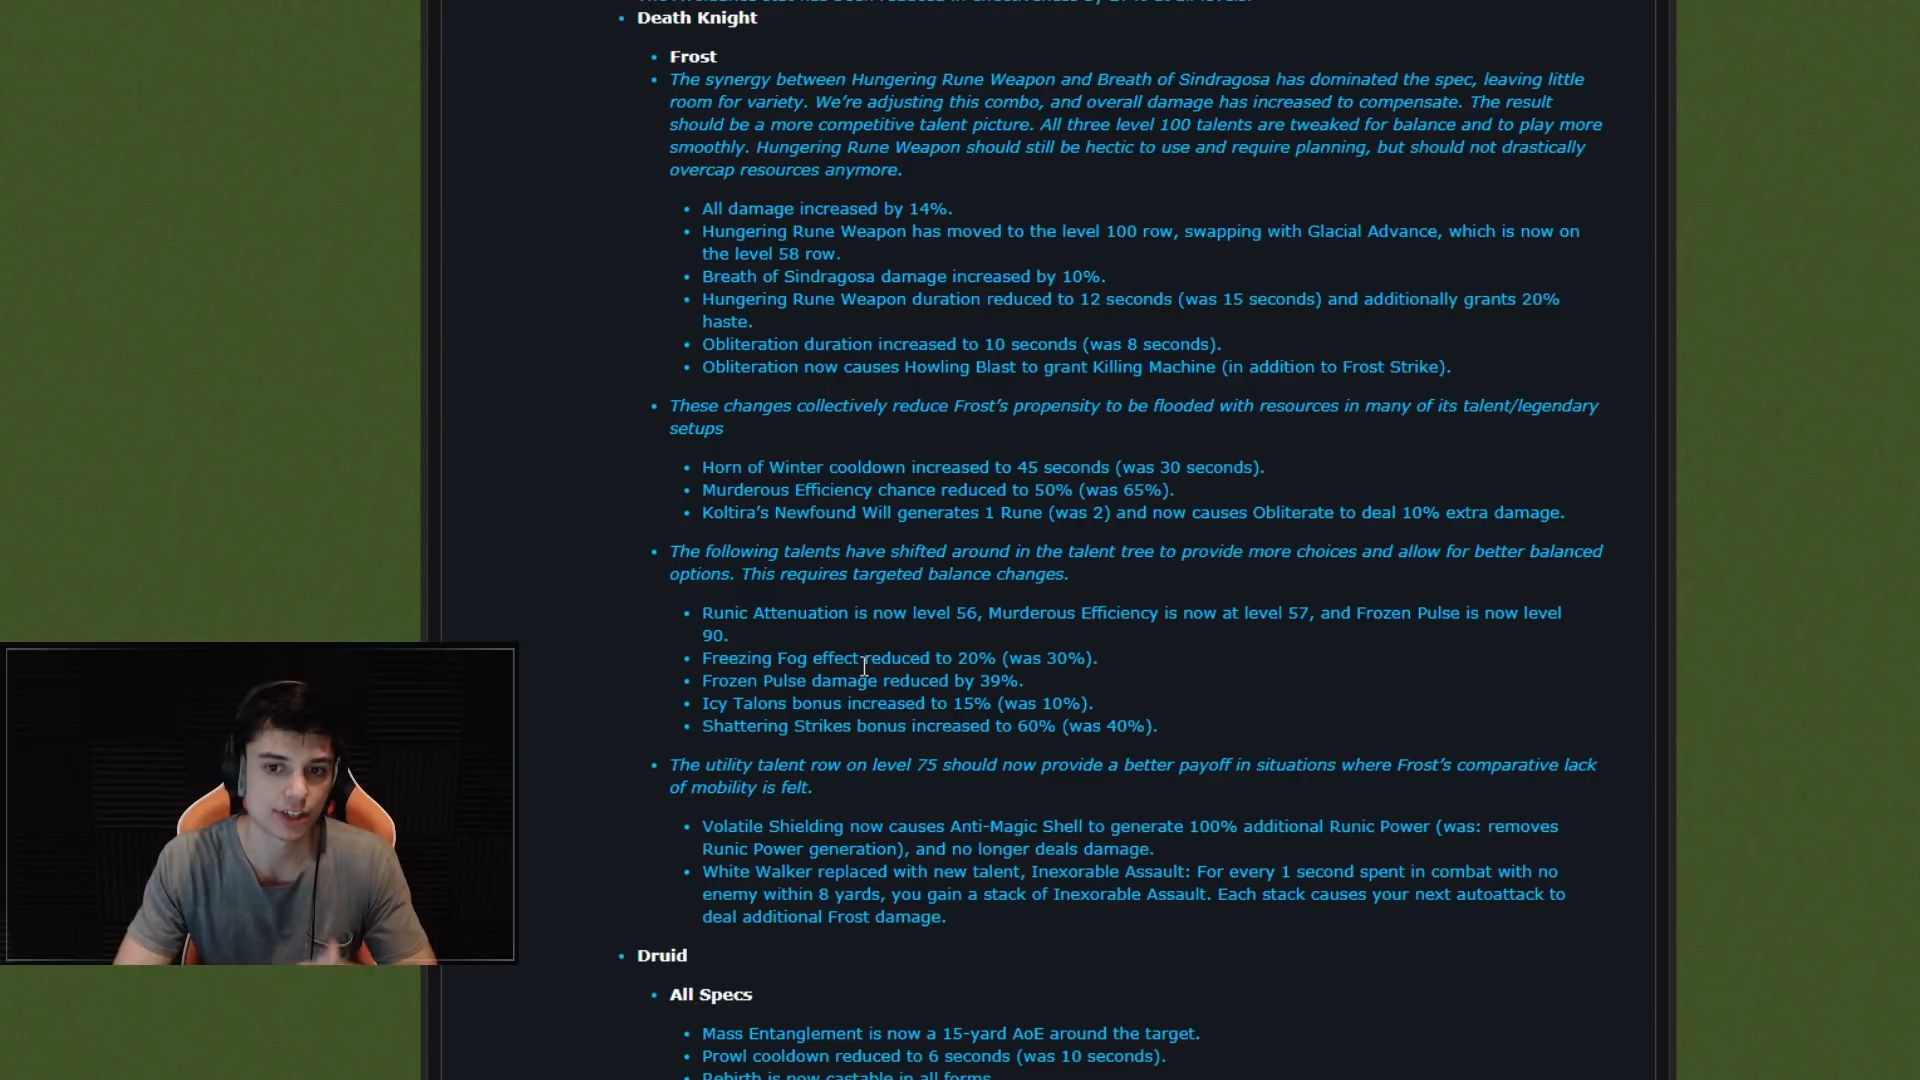 Death Knight
Frost
The synergy between Hungering Rune Weapon and Breath of Sindragosa has dominated the spec, leaving little
room for variety. We’re adjusting this combo, and overall damage has increased to compensate. The result
should be a more competitive talent picture. All three level 100 talents are tweaked for balance and to play more
smoothly. Hungering Rune Weapon should still be hectic to use and require planning, but should not drastically
overcap resources anymore.
All damage increased by 14%.
Hungering Rune Weapon has moved to the level 100 row, swapping with Glacial Advance, which is now on
the level 58 row.
Breath of Sindragosa damage increased by 10%.
Hungering Rune Weapon duration reduced to 12 seconds (was 15 seconds) and additionally grants 20%
haste.
Obliteration duration increased to 10 seconds (was 8 seconds).
Obliteration now causes Howling Blast to grant Killing Machine (in addition to Frost Strike).
These changes collectively reduce Frost’s propensity to be flooded with resources in many of its talent/legendary
setups
Horn of Winter cooldown increased to 45 seconds (was 30 seconds).
Murderous Efficiency chance reduced to 50% (was 65%).
Koltira’s Newfound Will generates 1 Rune (was 2) and now causes Obliterate to deal 10% extra damage.
The following talents have shifted around in the talent tree to provide more choices and allow for better balanced
options. This requires targeted balance changes.
Runic Attenuation is now level 56, Murderous Efficiency is now at level 57, and Frozen Pulse is now level
90.
Freezing Fog effect reduced to 20% (was 30%).
Frozen Pulse damage reduced by 39%.
Icy Talons bonus increased to 15% (was 10%).
Shattering Strikes bonus increased to 60% (was 40%).
The utility talent row on level 75 should now provide a better payoff in situations where Frost’s comparative lack
of mobility is felt.
Volatile Shielding now causes Anti-Magic Shell to generate 100% additional Runic Power (was: removes
Runic Power generation), and no longer deals damage.
White Walker replaced with new talent, Inexorable Assault: For every 1 second spent in combat with no
enemy within 8 yards, you gain a stack of Inexorable Assault. Each stack causes your next autoattack to
deal additional Frost damage.
Druid
All Specs
Mass Entanglement is now a 15-yard AoE around the target.
Prowl cooldown reduced to 6 seconds (was 10 seconds).
Rebirth is now castable in all forms.